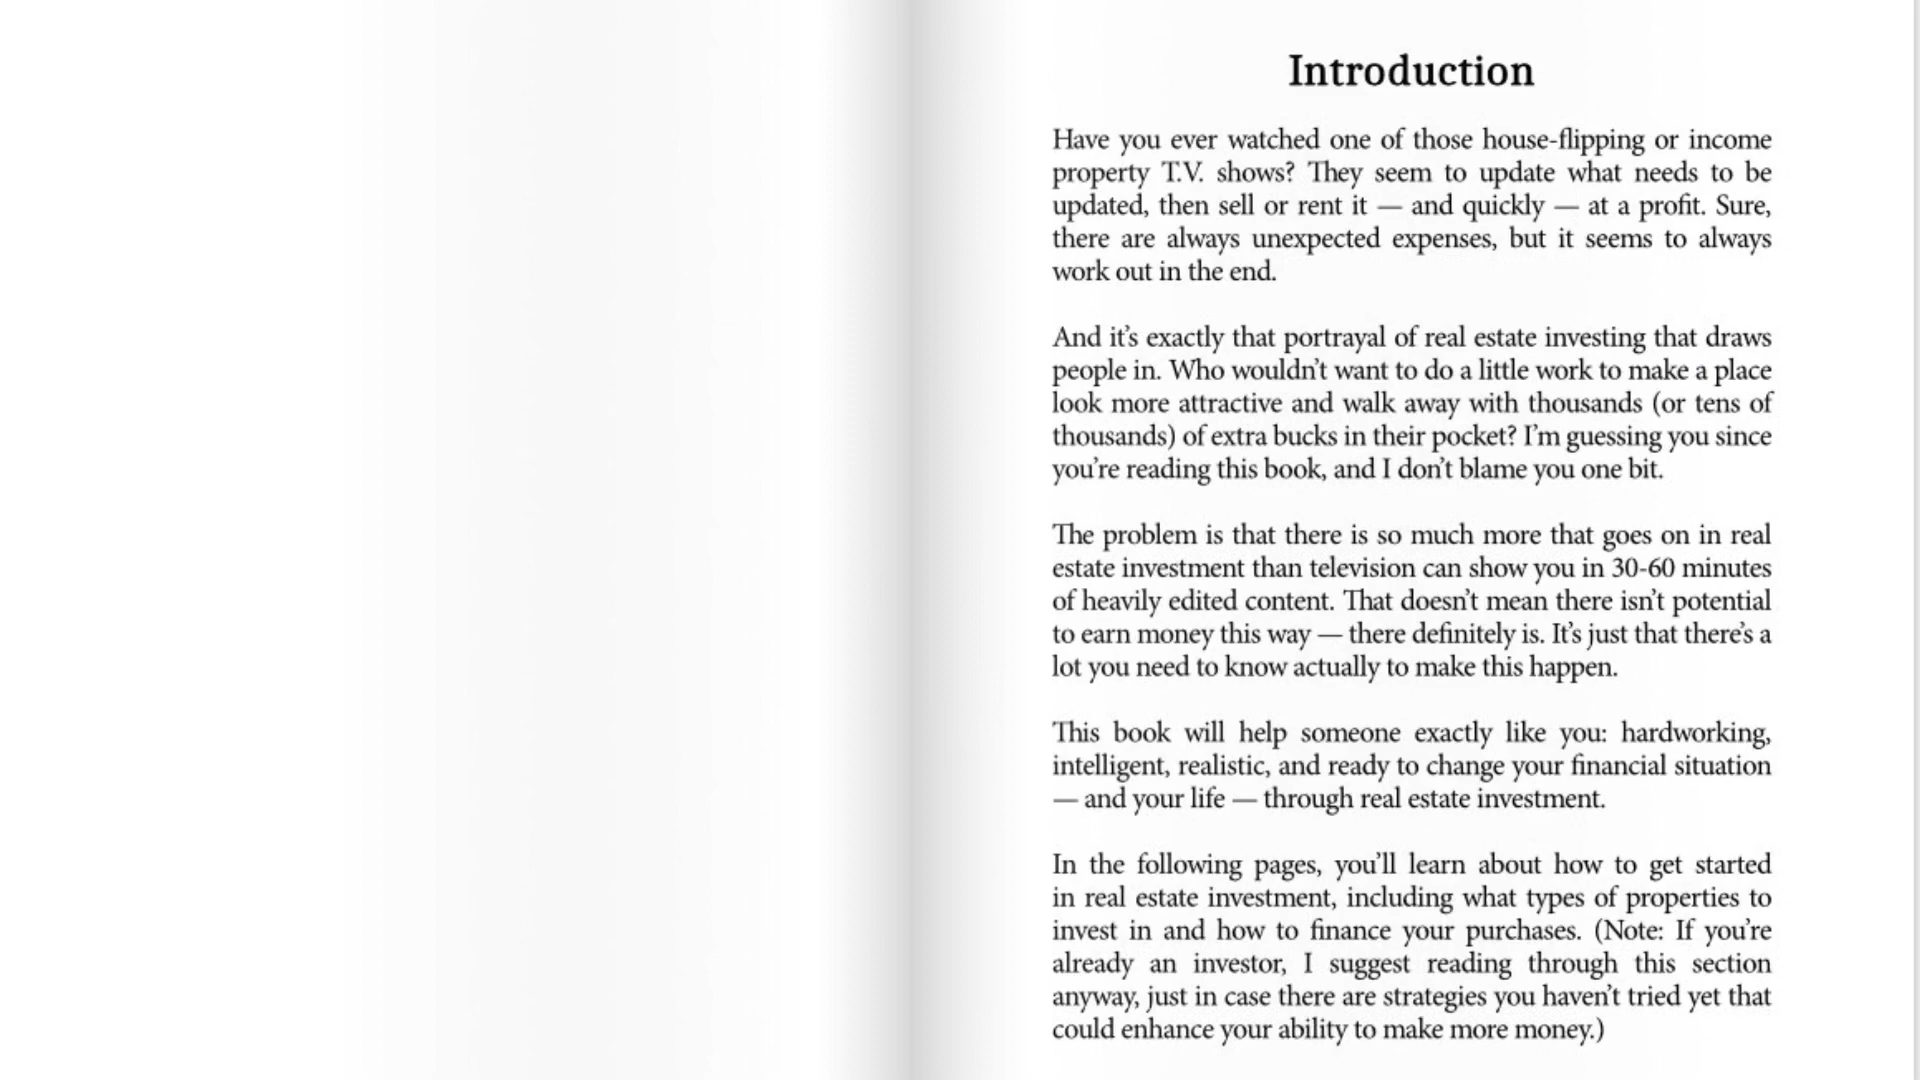 Introduction
Have you ever watched one of those house-flipping or income
property T.V. shows? They seem to update what needs to be
updated, then sell or rent it — and quickly — at a profit. Sure,
there are always unexpected expenses, but it seems to always
work out in the end.
And it’s exactly that portrayal of real estate investing that draws
people in. Who wouldn’t want to do a little work to make a place
look more attractive and walk away with thousands (or tens of
thousands) of extra bucks in their pocket? I’m guessing you since
you’re reading this book, and I don’t blame you one bit.
The problem is that there is so much more that goes on in real
estate investment than television can show you in 30-60 minutes
of heavily edited content. That doesn’t mean there isn’t potential
to earn money this way — there definitely is. It’s just that there’s a
lot you need to know actually to make this happen.
This book will help someone exactly like you: hardworking,
intelligent, realistic, and ready to change your financial situation
— and your life — through real estate investment.
In the following pages, you’ll learn about how to get started
in real estate investment, including what types of properties to
invest in and how to finance your purchases. (Note: If you’re
already an investor, I suggest reading through this section
anyway, just in case there are strategies you haven’t tried yet that
could enhance your ability to make more money.)